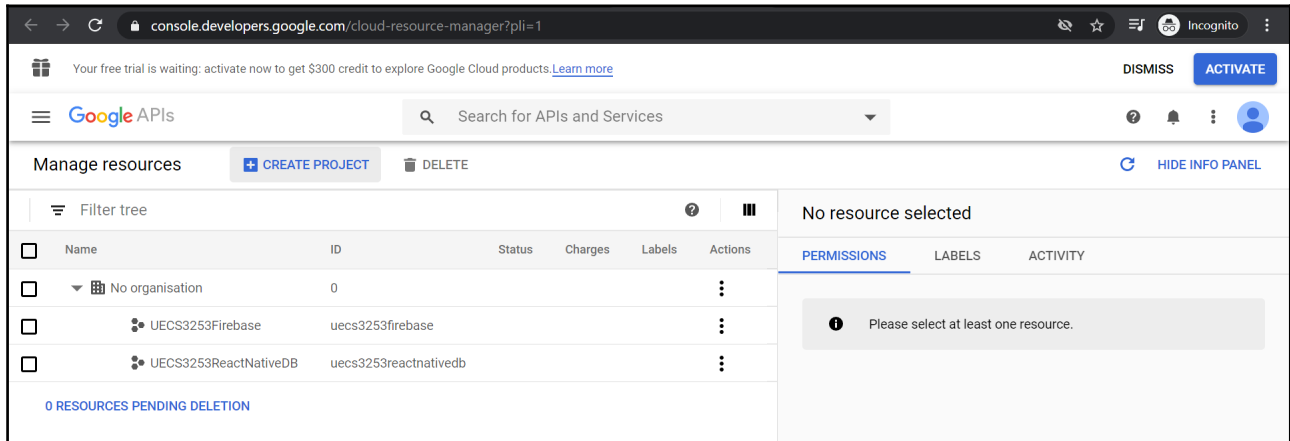 console.developers.google.com/cloud-resource-manager?pli=1 Incognito
Your free trial is waiting: activate now to get $300 credit to explore Google Cloud products. Learn more DISMISS ACTIVATE
Google APIs Search for APIs and Services
Manage resources CREATE PROJECT DELETE HIDE INFO PANEL
Filter tree No resource selected
Name ID Status Charges Labels Actions PERMISSIONS LABELS ACTIVITY
No organisation 0
UECS3253Firebase uecs3253firebase Please select at least one resource.
UECS3253ReactNativeDB uecs3253reactnativedb
0 RESOURCES PENDING DELETION